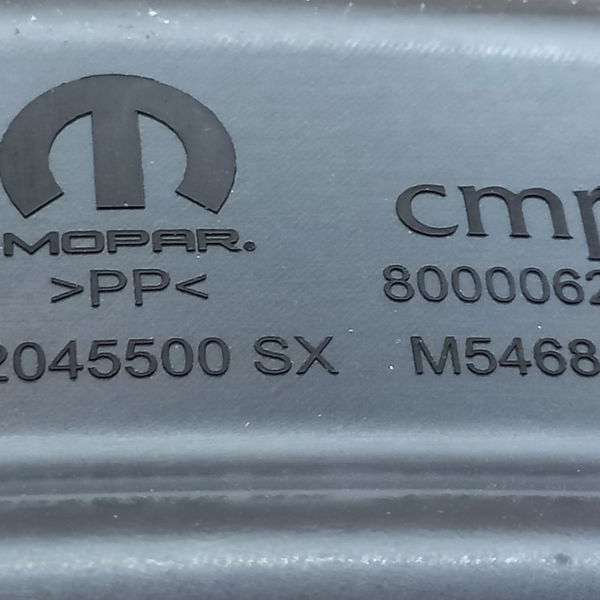 MOPAR®
cmp
>PP<
8000062
2045500 SX
M5468